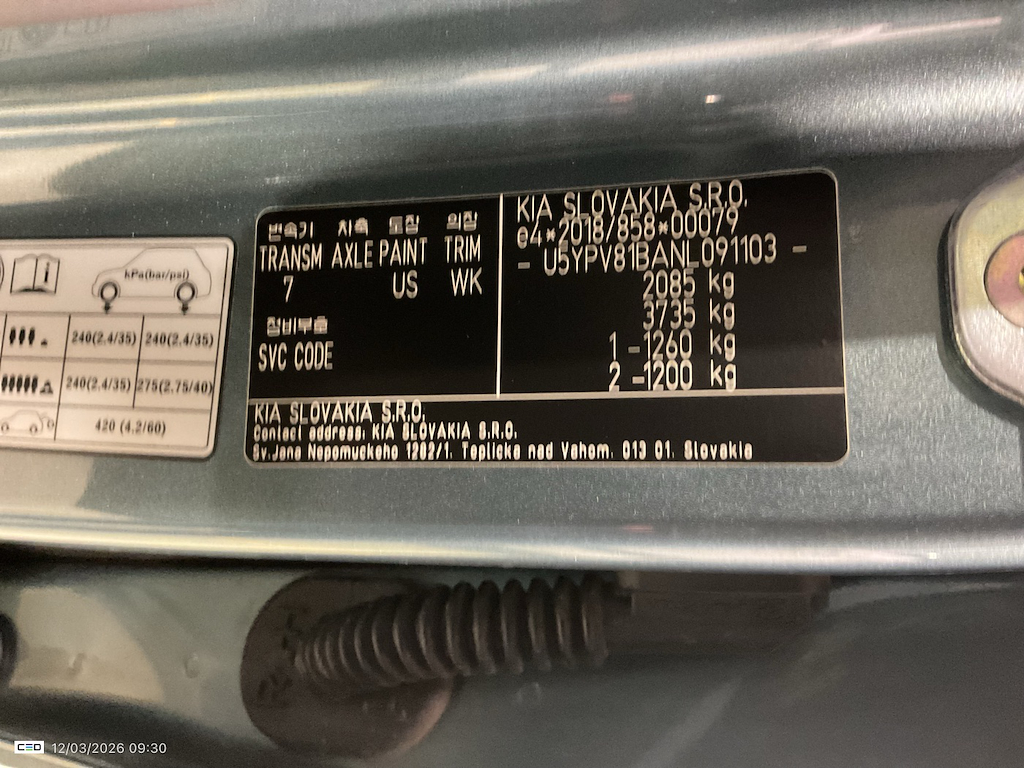 kPa(bar/psi)
240(2.4/35) 240(2.4/35)
240(2.4/35) 275(2.75/40)
420 (4.2/60)
변속기 차축 도장 의장
TRANSM AXLE PAINT TRIM
7 US WK
정비부호
SVC CODE
KIA SLOVAKIA S.R.O.
e4*2018/858*00079
- U5YPV81BANL091103 -
2085 kg
3735 kg
1 -1260 kg
2 -1200 kg
KIA SLOVAKIA S.R.O.
Contact address: KIA SLOVAKIA S.R.O.
Sv.Jana Nepomuckeho 1282/1, Teplicka nad Vahom, 013 01, Slovakia
CEO 12/03/2026 09:30